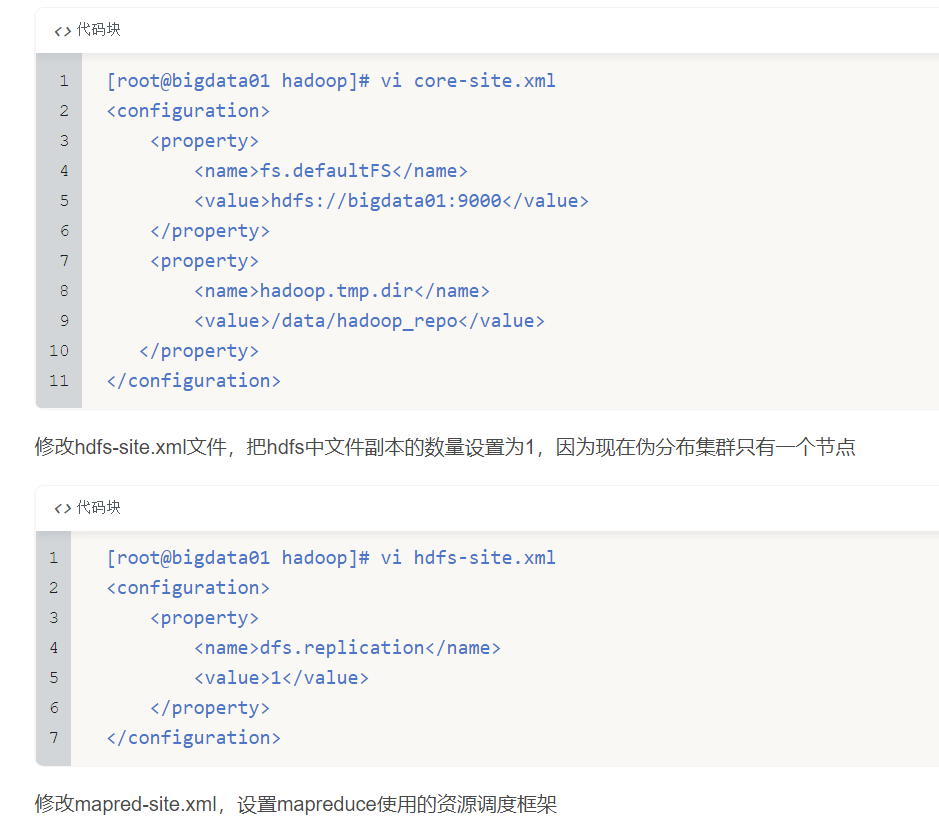 <> 代码块
1 [root@bigdata01 hadoop]# vi core-site.xml
2 <configuration>
3     <property>
4         <name>fs.defaultFS</name>
5         <value>hdfs://bigdata01:9000</value>
6     </property>
7     <property>
8         <name>hadoop.tmp.dir</name>
9         <value>/data/hadoop_repo</value>
10    </property>
11 </configuration>
修改hdfs-site.xml文件，把hdfs中文件副本的数量设置为1，因为现在伪分布集群只有一个节点
<> 代码块
1 [root@bigdata01 hadoop]# vi hdfs-site.xml
2 <configuration>
3     <property>
4         <name>dfs.replication</name>
5         <value>1</value>
6     </property>
7 </configuration>
修改mapred-site.xml，设置mapreduce使用的资源调度框架